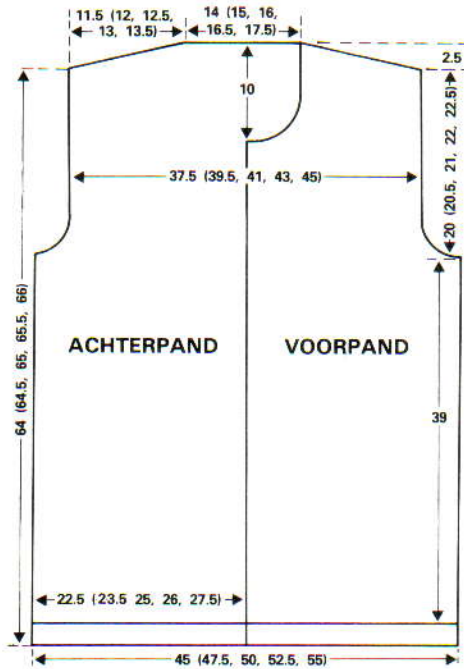 11.5 (12, 12.5,
13, 13.5)
14 (15, 16,
16.5, 17.5)
2.5
10
37.5 (39.5, 41, 43, 45)
20 (20.5, 21, 22, 22.5)
ACHTERPAND
VOORPAND
64 (64.5, 65, 65.5, 66)
39
22.5 (23.5 25, 26, 27.5)
45 (47.5, 50, 52.5, 55)